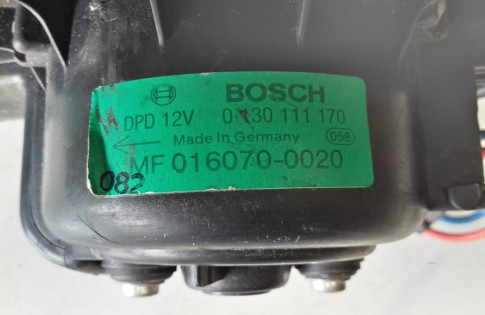 BOSCH
DPD 12V 0 130 111 170
Made in Germany 058
MF 016070-0020
082